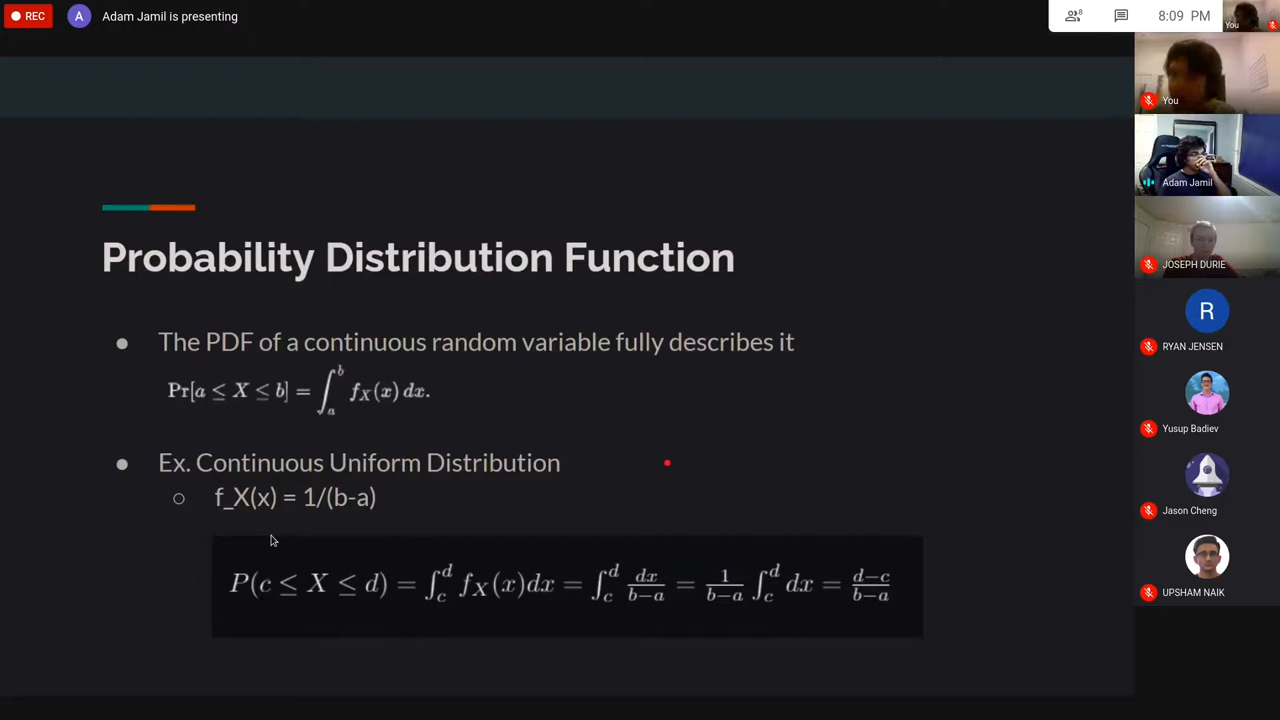 REC
A
Adam Jamil is presenting
8
8:09 PM
You
You
Adam Jamil
JOSEPH DURIE
R
RYAN JENSEN
Yusup Badiev
Jason Cheng
UPSHAM NAIK
Probability Distribution Function
● The PDF of a continuous random variable fully describes it
Pr[a ≤ X ≤ b] = ∫_a^b f_X(x) dx.
● Ex. Continuous Uniform Distribution
○ f_X(x) = 1/(b-a)
P(c ≤ X ≤ d) = ∫_c^d f_X(x)dx = ∫_c^d dx/(b−a) = 1/(b−a) ∫_c^d dx = (d−c)/(b−a)